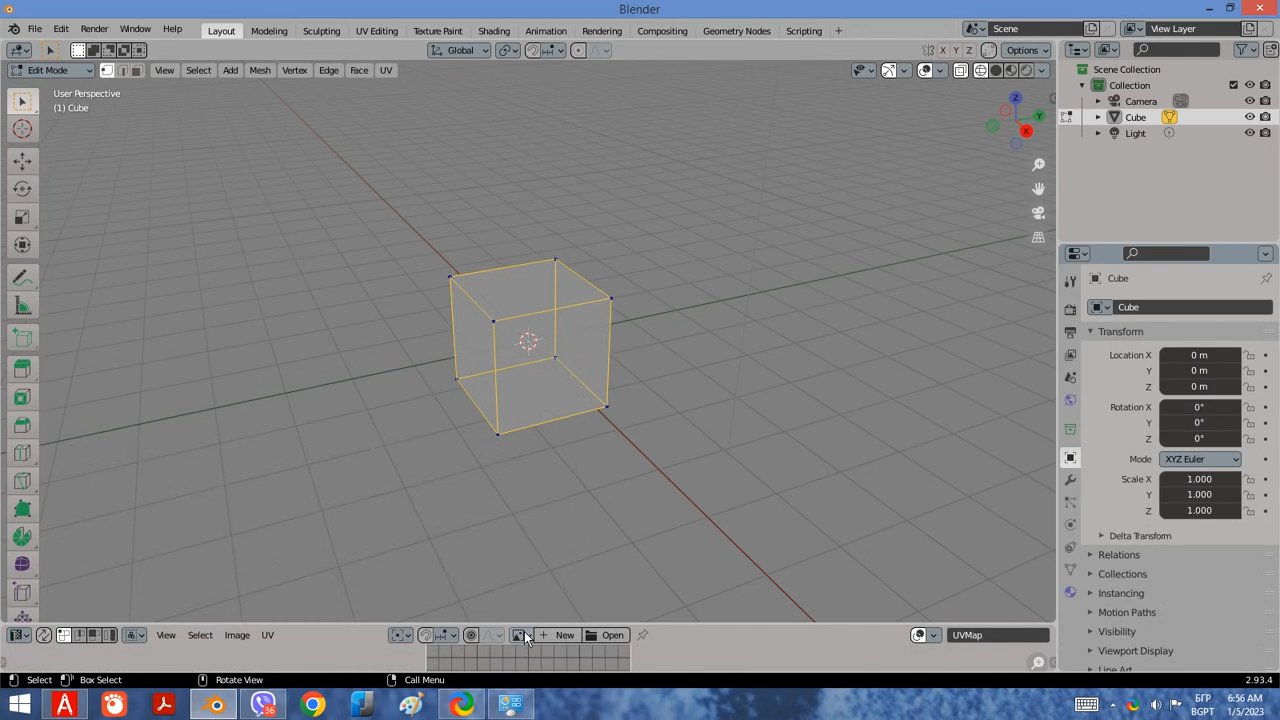 Blender
File Edit Render Window Help
Layout Modeling Sculpting UV Editing Texture Paint Shading Animation Rendering Compositing Geometry Nodes Scripting +
Scene
View Layer
Global
X Y Z
Options
Edit Mode
View Select Add Mesh Vertex Edge Face UV
User Perspective
(1) Cube
Z
Y
X
Scene Collection
Collection
Camera
Cube
Light
Cube
Cube
Transform
Location X 0 m
Y 0 m
Z 0 m
Rotation X 0°
Y 0°
Z 0°
Mode XYZ Euler
Scale X 1.000
Y 1.000
Z 1.000
Delta Transform
Relations
Collections
Instancing
Motion Paths
Visibility
Viewport Display
Line Art
View Select Image UV
+ New Open
UVMap
Select Box Select Rotate View Call Menu
2.93.4
36
БГР
BGPT
6:56 AM
1/5/2023